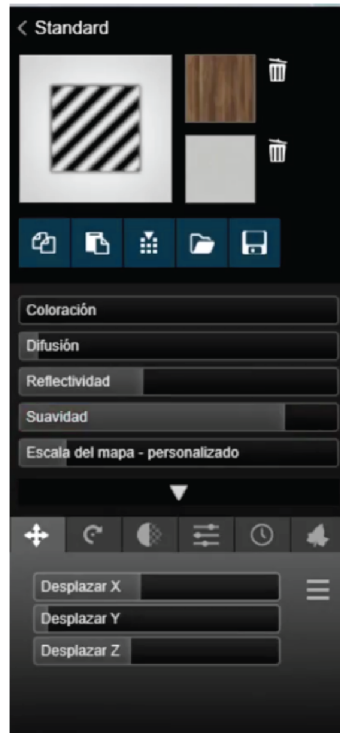 Standard
Coloración
Difusión
Reflectividad
Suavidad
Escala del mapa - personalizado
Desplazar X
Desplazar Y
Desplazar Z